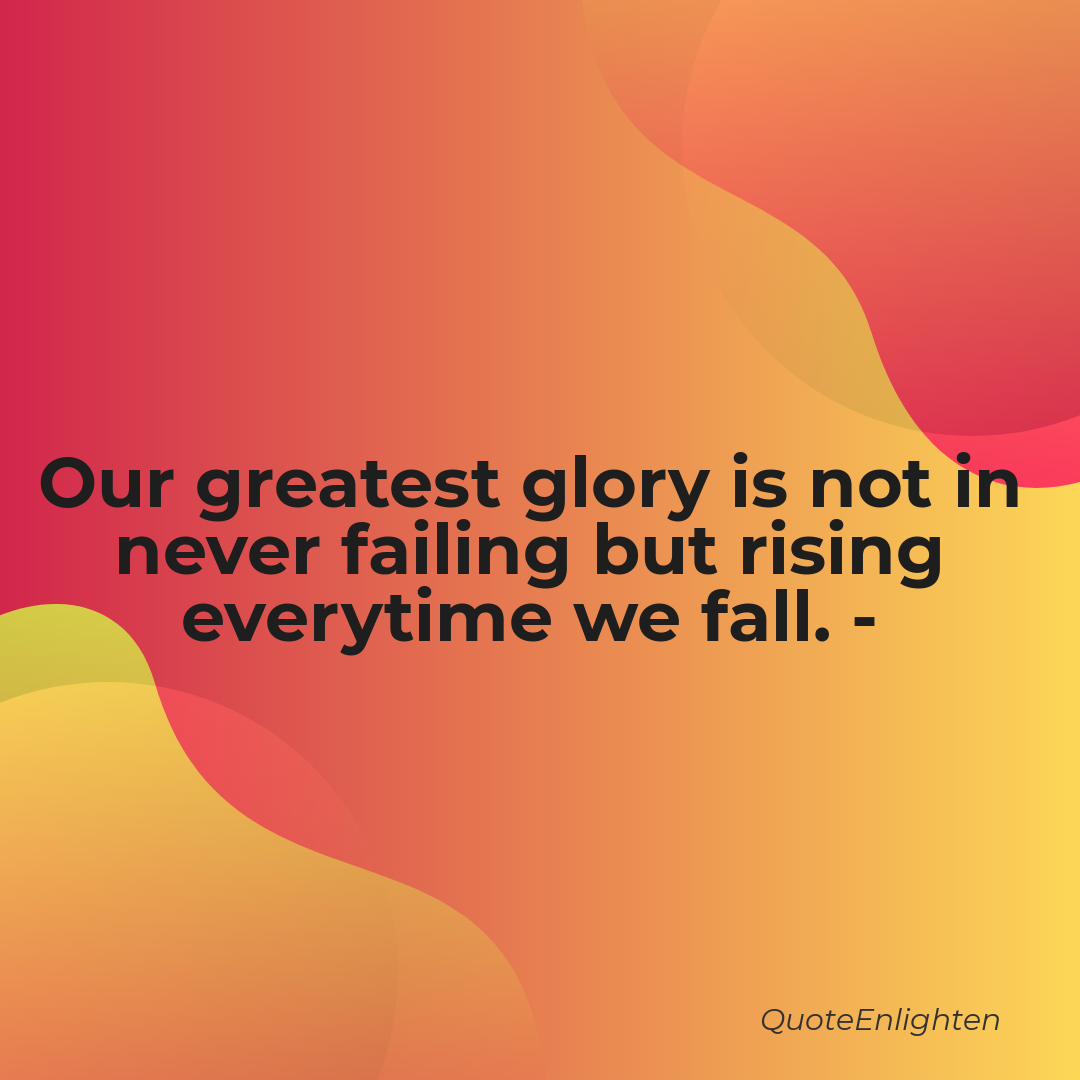 Our greatest glory is not in
never failing but rising
everytime we fall. -
QuoteEnlighten